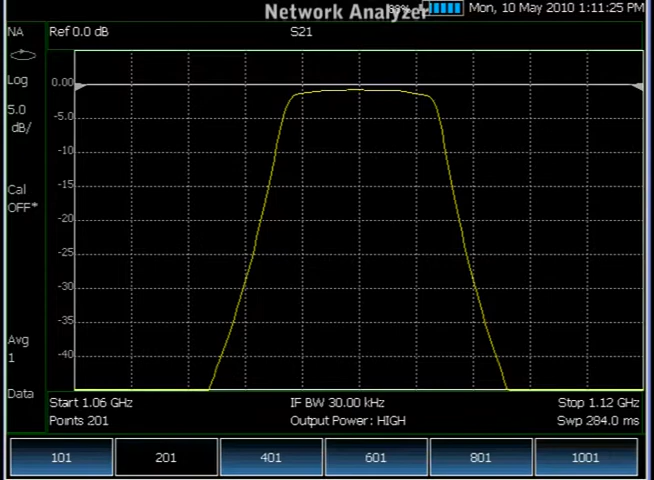 Network Analyzer
Mon, 10 May 2010 1:11:25 PM
NA
Ref 0.0 dB
S21
Log
5.0
dB/
Cal
OFF*
Avg
1
Data
0.00
-5.0
-10
-15
-20
-25
-30
-35
-40
Start 1.06 GHz
IF BW 30.00 kHz
Stop 1.12 GHz
Points 201
Output Power: HIGH
Swp 284.0 ms
101
201
401
601
801
1001